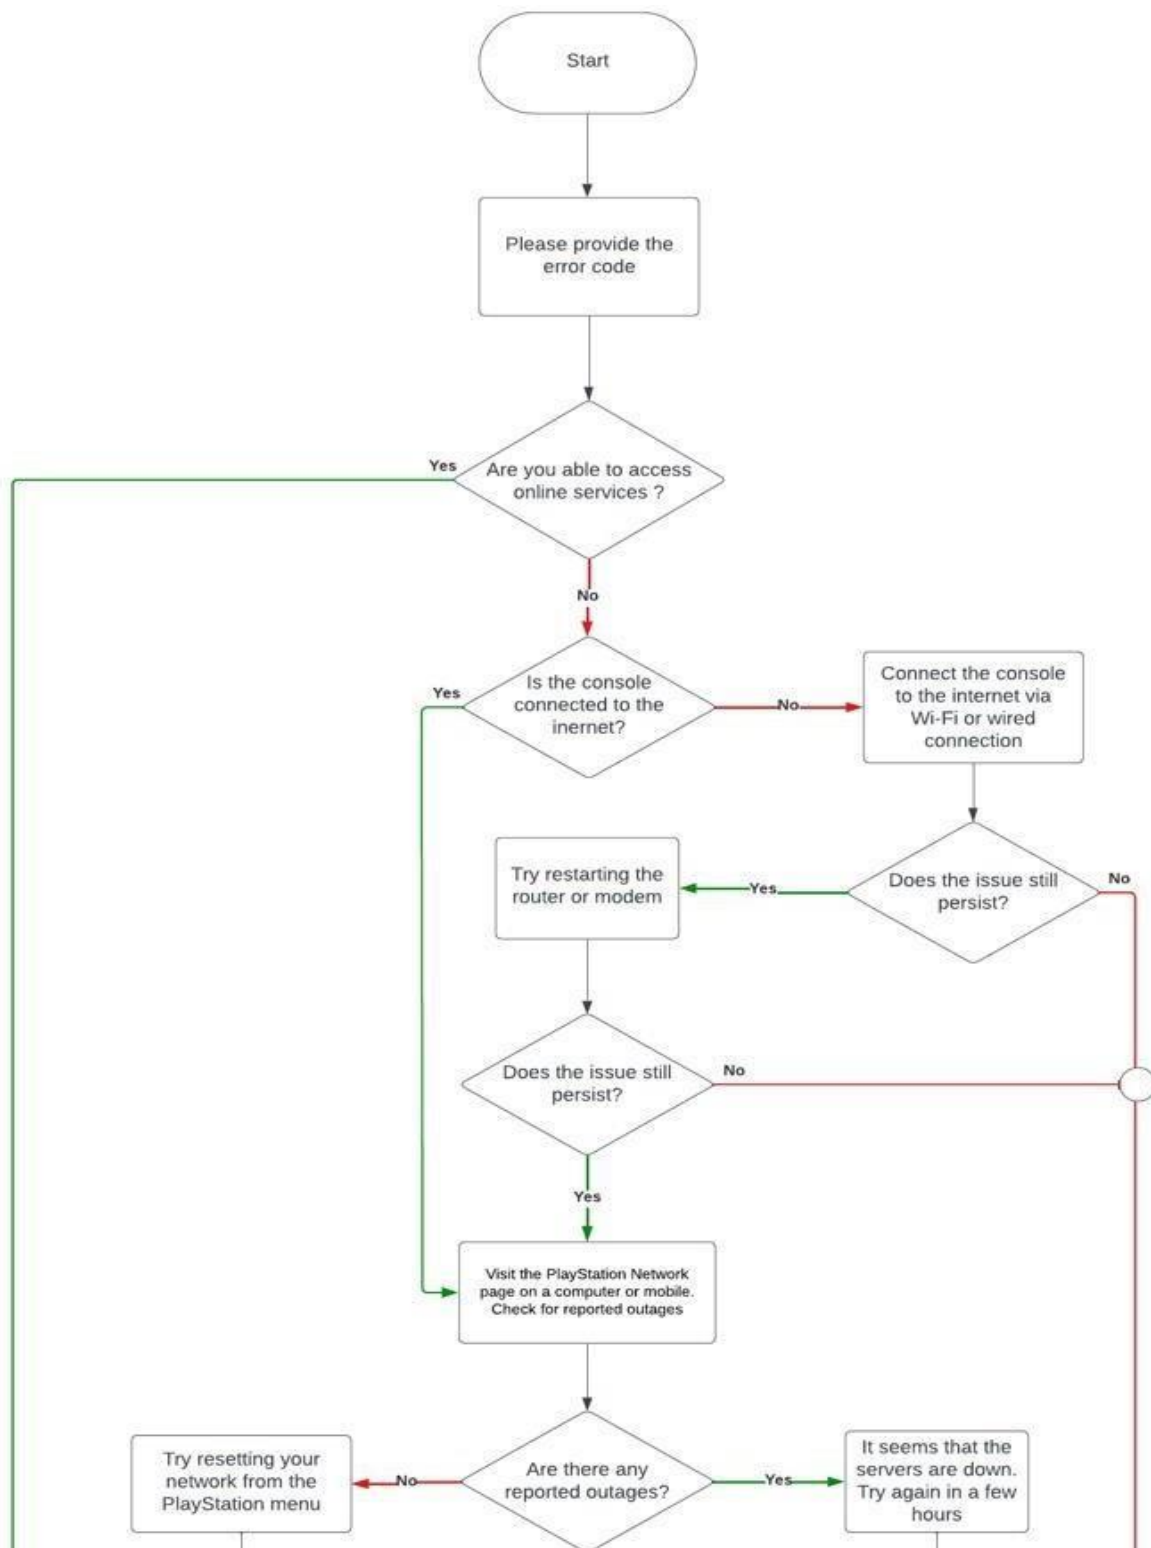 Start
Please provide the
error code
Yes
Are you able to access
online services ?
No
Yes
Is the console
connected to the
inernet?
No
Connect the console
to the internet via
Wi-Fi or wired
connection
Try restarting the
router or modem
Yes
Does the issue still
persist?
No
Does the issue still
persist?
No
Yes
Visit the PlayStation Network
page on a computer or mobile.
Check for reported outages
Try resetting your
network from the
PlayStation menu
No
Are there any
reported outages?
Yes
It seems that the
servers are down.
Try again in a few
hours